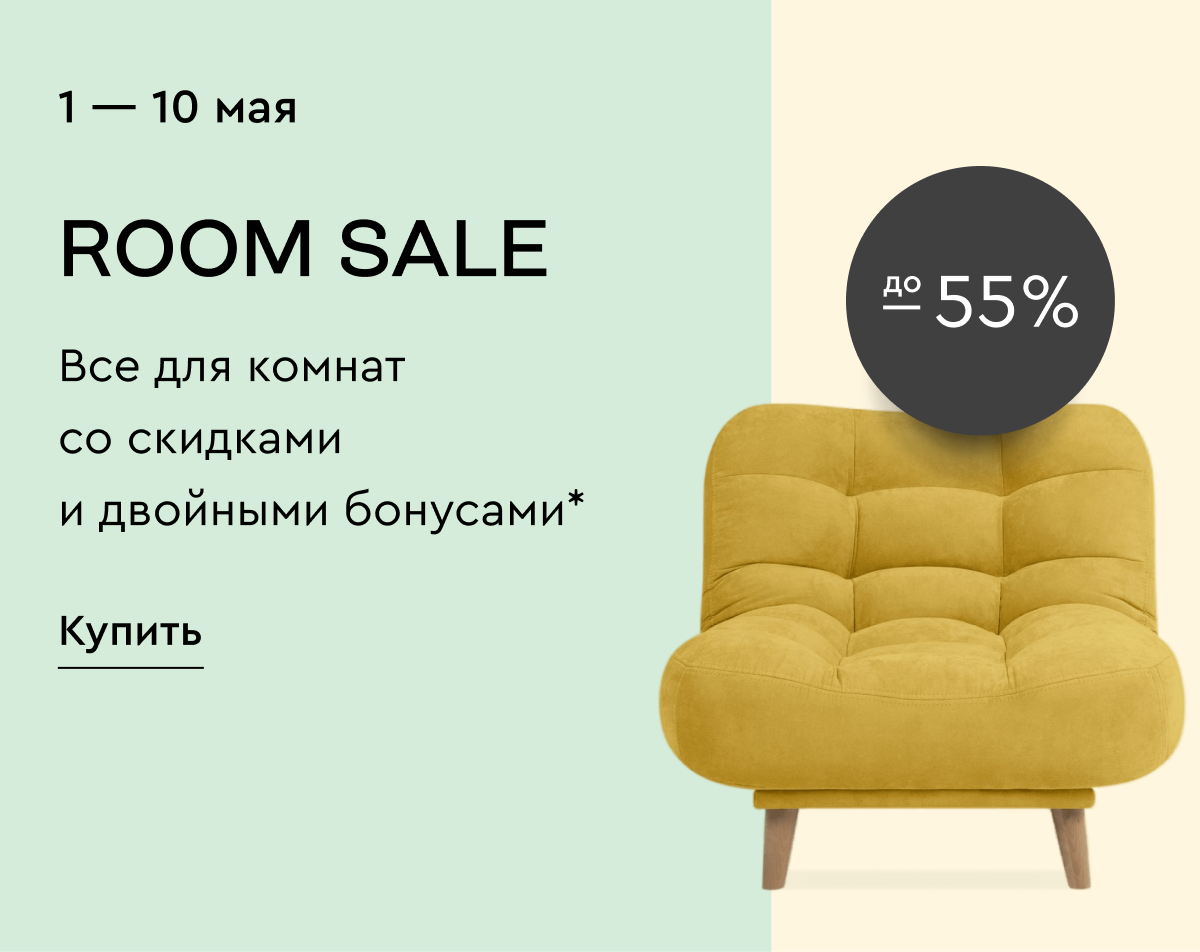 1 — 10 мая
ROOM SALE
до 55%
Все для комнат
со скидками
и двойными бонусами*
Купить